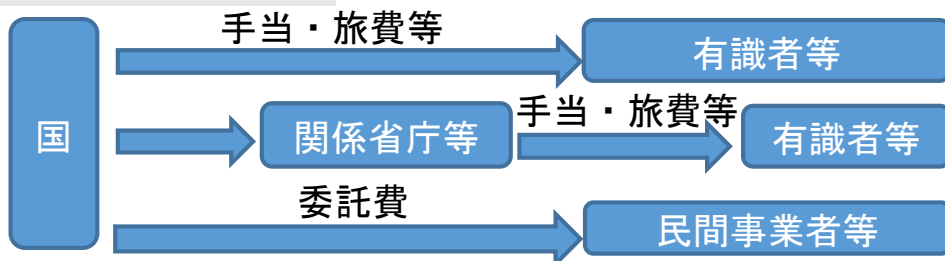 手当・旅費等
有識者等
国
関係省庁等
手当・旅費等
有識者等
委託費
民間事業者等